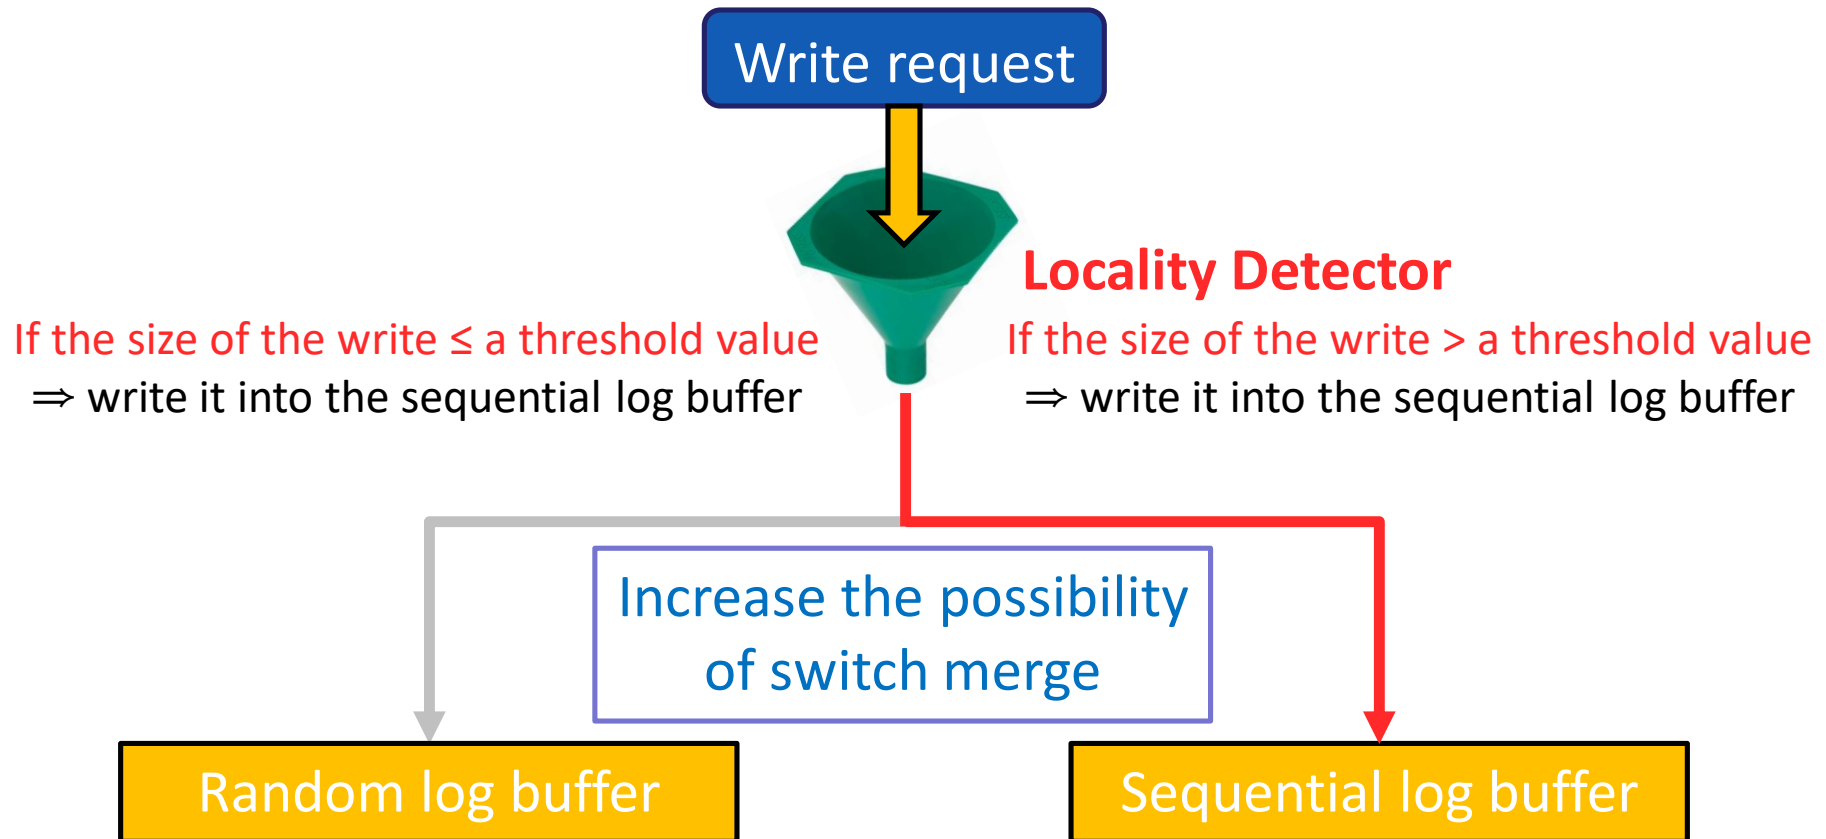 Write request
Locality Detector
If the size of the write ≤ a threshold value
⇒ write it into the sequential log buffer
If the size of the write > a threshold value
⇒ write it into the sequential log buffer
Increase the possibility
of switch merge
Random log buffer
Sequential log buffer